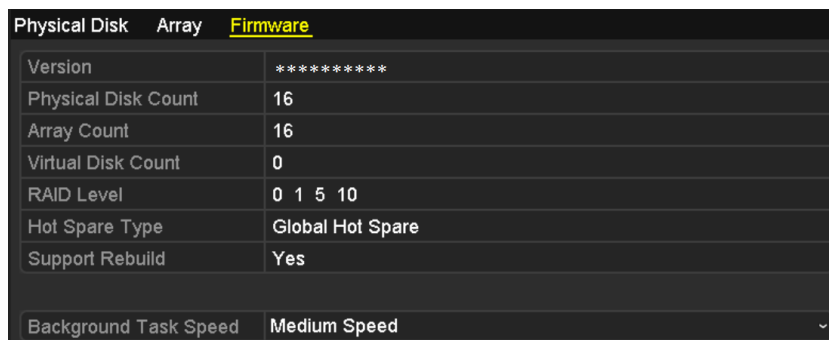 Physical Disk Array Firmware
Version **********
Physical Disk Count 16
Array Count 16
Virtual Disk Count 0
RAID Level 0 1 5 10
Hot Spare Type Global Hot Spare
Support Rebuild Yes
Background Task Speed Medium Speed